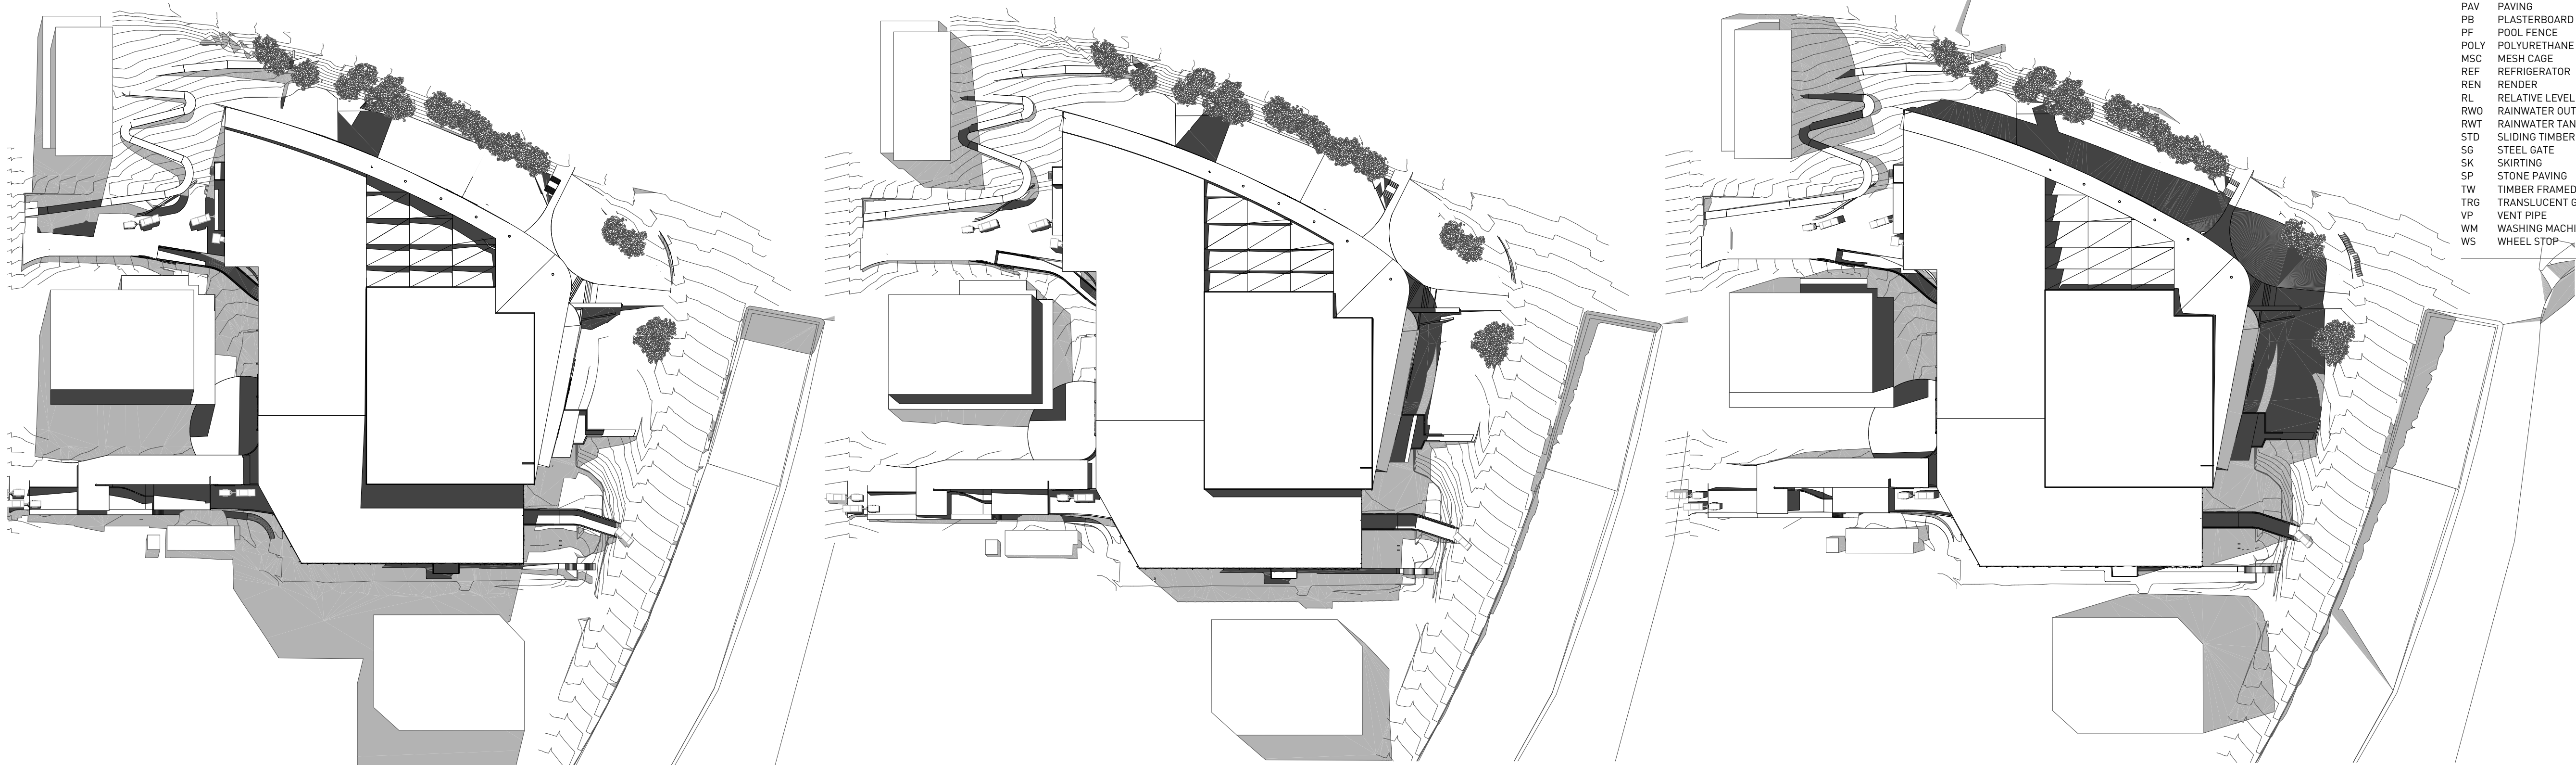 PAV PAVING
PB PLASTERBOARD
PF POOL FENCE
POLY POLYURETHANE
MSC MESH CAGE
REF REFRIGERATOR
REN RENDER
RL RELATIVE LEVEL
RWO RAINWATER OUT
RWT RAINWATER TAN
STD SLIDING TIMBER
SG STEEL GATE
SK SKIRTING
SP STONE PAVING
TW TIMBER FRAMED
TRG TRANSLUCENT G
VP VENT PIPE
WM WASHING MACHI
WS WHEEL STOP